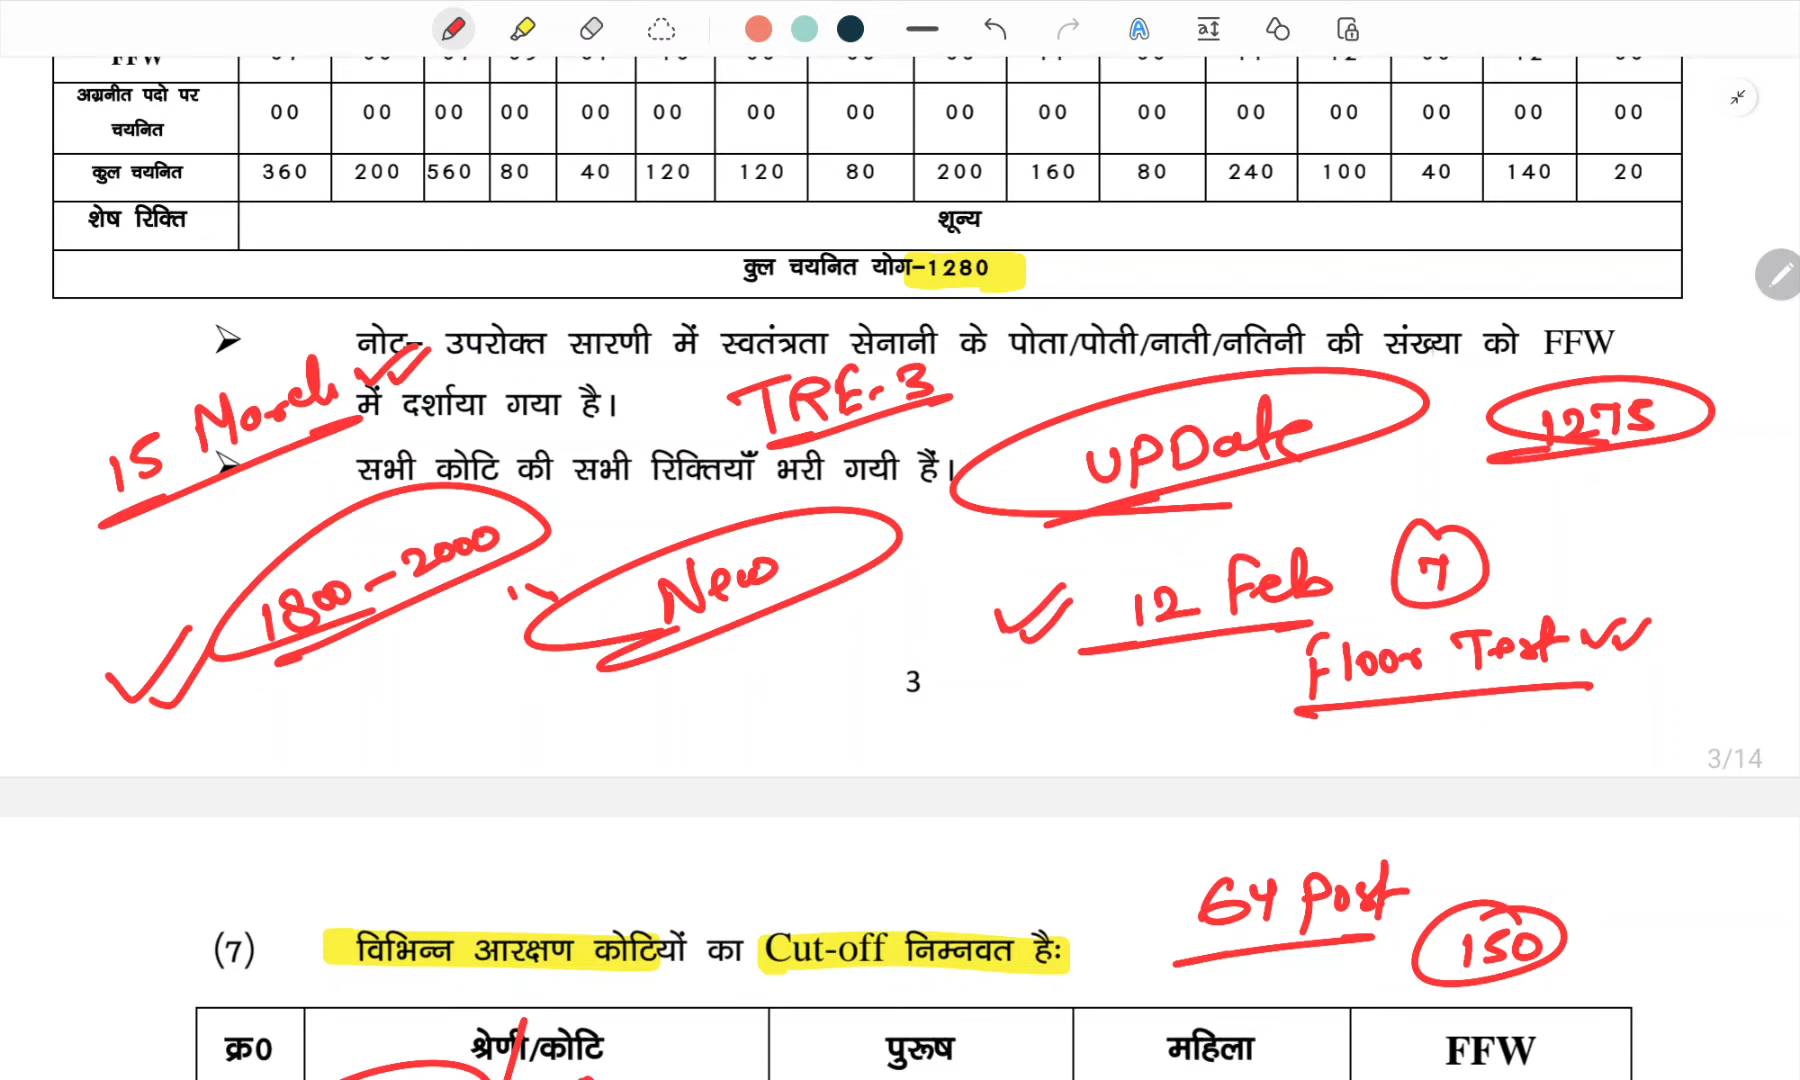 FFW
अग्रनीत पदो पर
चयनित
00 00 00 00 00 00 00 00 00 00 00 00 00 00 00 00
कुल चयनित 360 200 560 80 40 120 120 80 200 160 80 240 100 40 140 20
शेष रिक्ति शून्य
कुल चयनित योग-1280
नोट- उपरोक्त सारणी में स्वतंत्रता सेनानी के पोता/पोती/नाती/नतिनी की संख्या को FFW
में दर्शाया गया है।
15 March TRE-3 UPDate 1275
सभी कोटि की सभी रिक्तियाँ भरी गयी हैं।
1800-2000 New 12 Feb 7
Floor Test
3
3/14
64 Post
150
(7) विभिन्न आरक्षण कोटियों का Cut-off निम्नवत है:
क्र0 श्रेणी/कोटि पुरूष महिला FFW